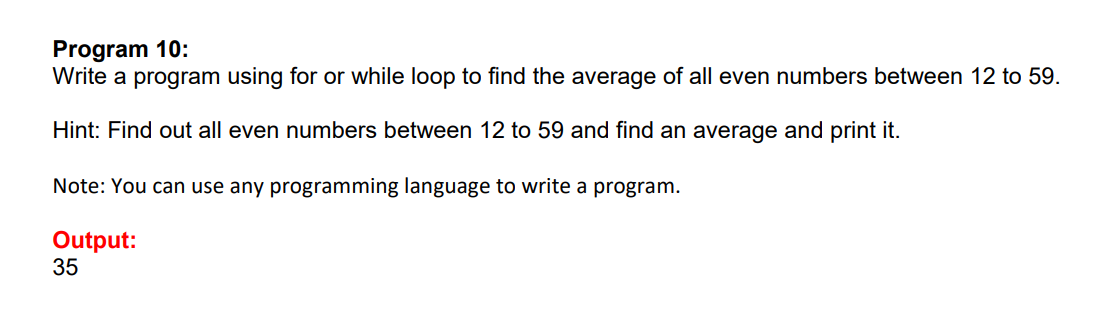 Program 10:
Write a program using for or while loop to find the average of all even numbers between 12 to 59.
Hint: Find out all even numbers between 12 to 59 and find an average and print it.
Note: You can use any programming language to write a program.
Output:
35